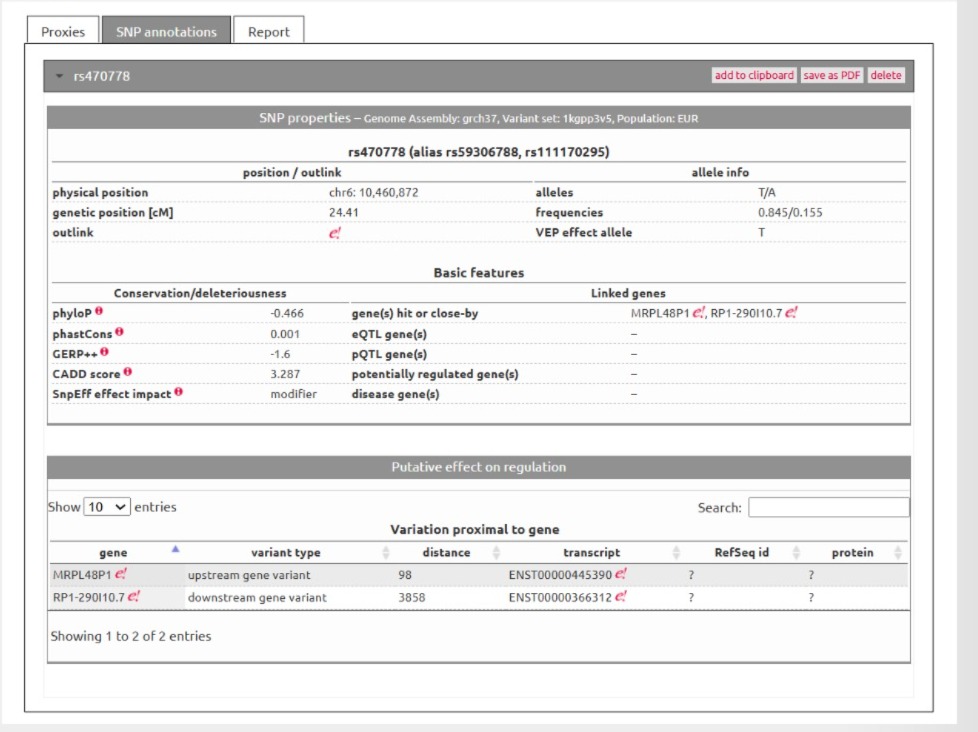 Proxies SNP annotations Report
rs470778 add to clipboard save as PDF delete
SNP properties – Genome Assembly: grch37, Variant set: 1kgpp3v5, Population: EUR
rs470778 (alias rs59306788, rs111170295)
position / outlink allele info
physical position chr6: 10,460,872 alleles T/A
genetic position [cM] 24.41 frequencies 0.845/0.155
outlink e! VEP effect allele T
Basic features
Conservation/deleteriousness Linked genes
phyloP -0.466 gene(s) hit or close-by MRPL48P1 e!, RP1-290I10.7 e!
phastCons 0.001 eQTL gene(s) –
GERP++ -1.6 pQTL gene(s) –
CADD score 3.287 potentially regulated gene(s) –
SnpEff effect impact modifier disease gene(s) –
Putative effect on regulation
Show 10 entries Search:
Variation proximal to gene
gene variant type distance transcript RefSeq id protein
MRPL48P1 e! upstream gene variant 98 ENST00000445390 e! ? ?
RP1-290I10.7 e! downstream gene variant 3858 ENST00000366312 e! ? ?
Showing 1 to 2 of 2 entries